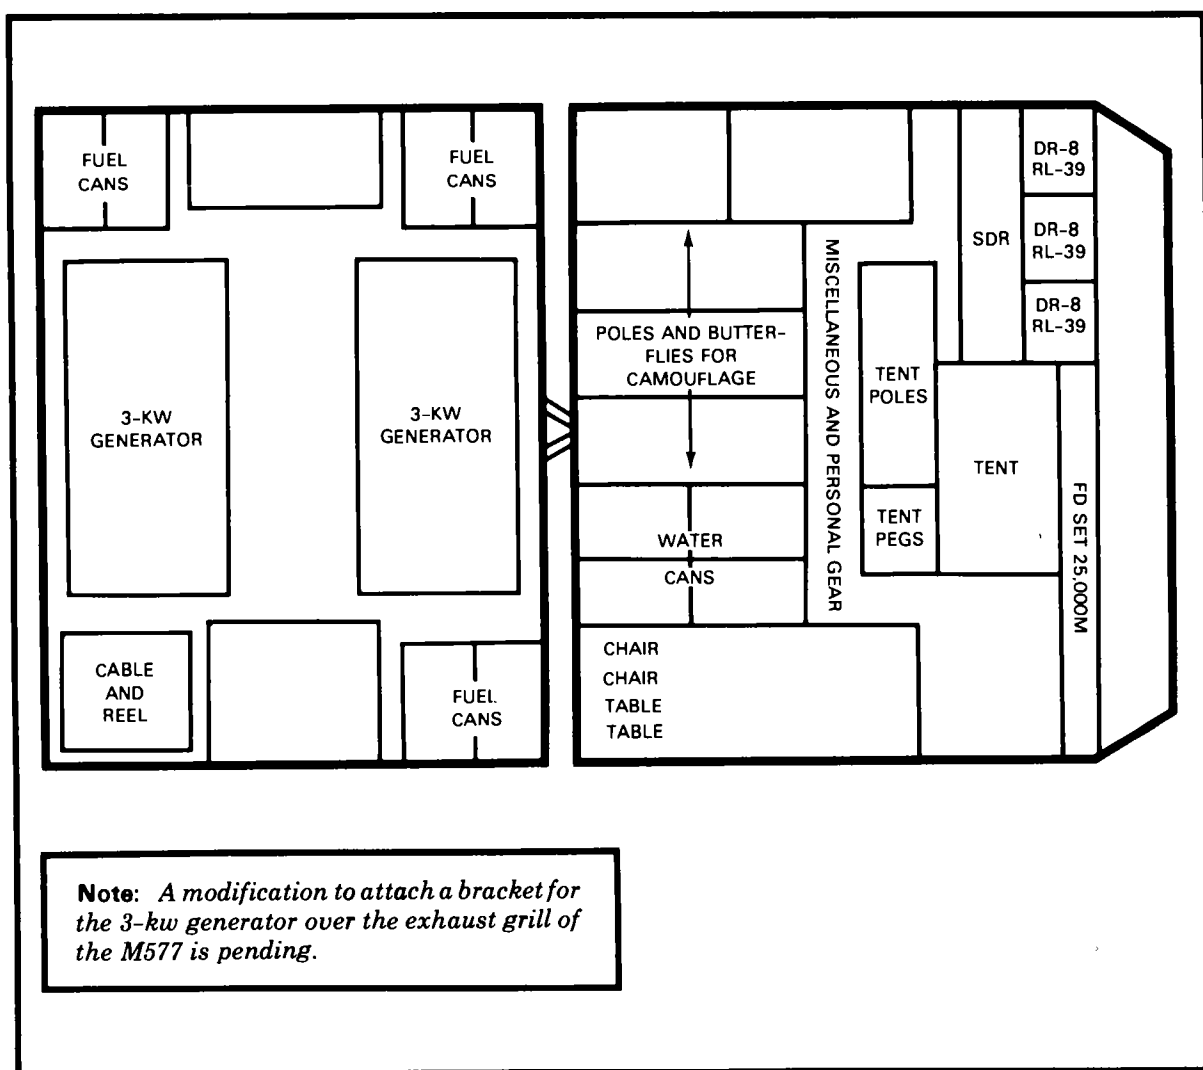 FUEL
CANS
FUEL
CANS
3-KW
GENERATOR
3-KW
GENERATOR
CABLE
AND
REEL
FUEL
CANS
POLES AND BUTTER-
FLIES FOR
CAMOUFLAGE
WATER
CANS
CHAIR
CHAIR
TABLE
TABLE
MISCELLANEOUS AND PERSONAL GEAR
TENT
POLES
TENT
PEGS
SDR
DR-8
RL-39
DR-8
RL-39
DR-8
RL-39
TENT
FD SET 25,000M
Note: A modification to attach a bracket for
the 3-kw generator over the exhaust grill of
the M577 is pending.